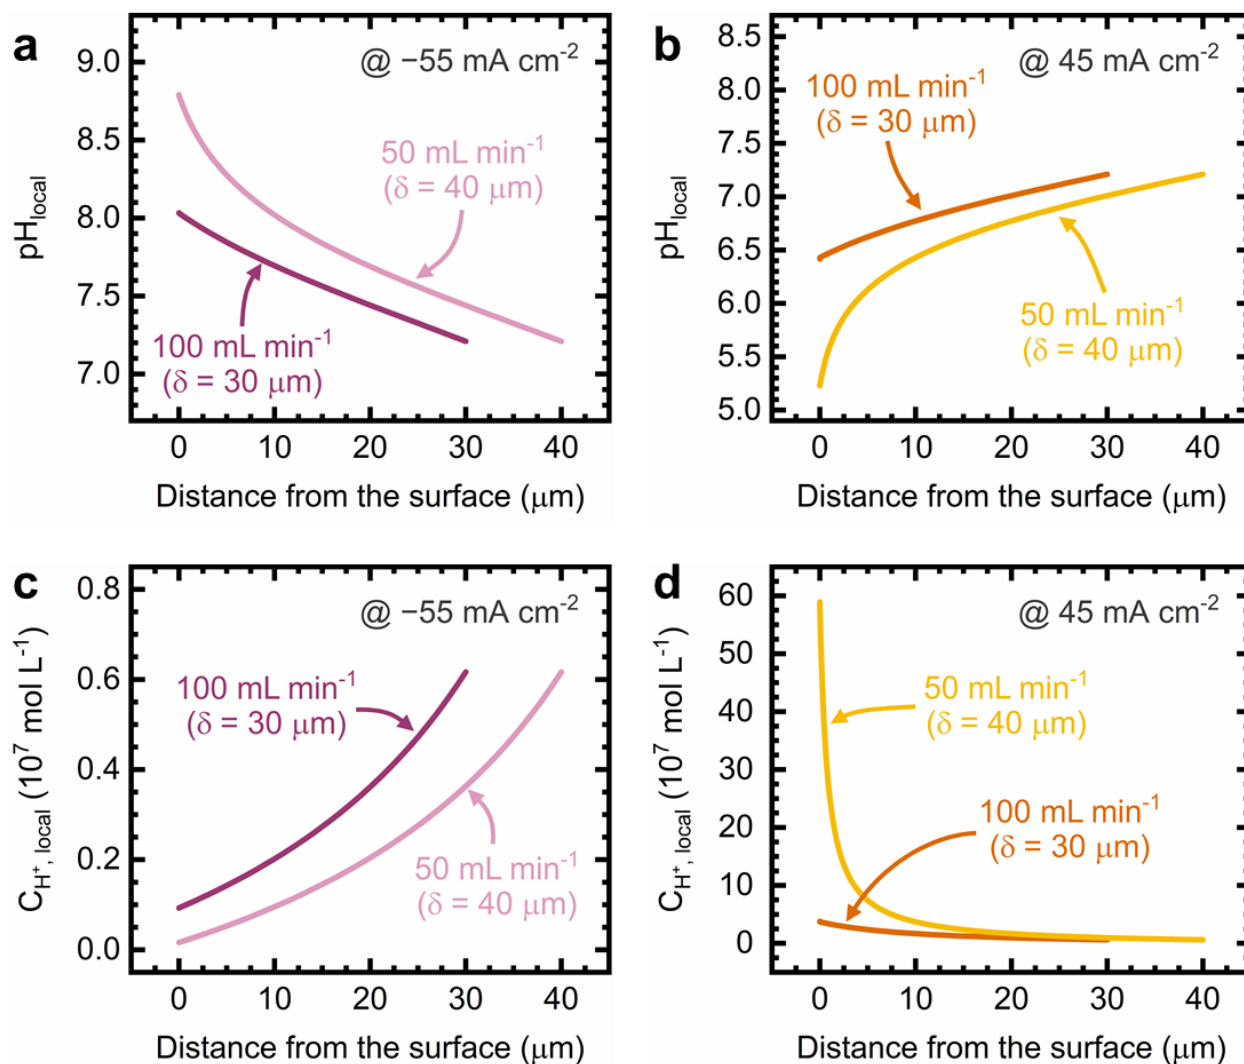 a
@ −55 mA cm⁻²
9.0
8.5
8.0
7.5
7.0
pH_local
50 mL min⁻¹
(δ = 40 μm)
100 mL min⁻¹
(δ = 30 μm)
0 10 20 30 40
Distance from the surface (μm)
b
@ 45 mA cm⁻²
8.5
8.0
7.5
7.0
6.5
6.0
5.5
5.0
pH_local
100 mL min⁻¹
(δ = 30 μm)
50 mL min⁻¹
(δ = 40 μm)
0 10 20 30 40
Distance from the surface (μm)
c
@ −55 mA cm⁻²
0.8
0.6
0.4
0.2
0.0
C_H⁺, local (10⁷ mol L⁻¹)
100 mL min⁻¹
(δ = 30 μm)
50 mL min⁻¹
(δ = 40 μm)
0 10 20 30 40
Distance from the surface (μm)
d
@ 45 mA cm⁻²
60
50
40
30
20
10
0
C_H⁺, local (10⁷ mol L⁻¹)
50 mL min⁻¹
(δ = 40 μm)
100 mL min⁻¹
(δ = 30 μm)
0 10 20 30 40
Distance from the surface (μm)